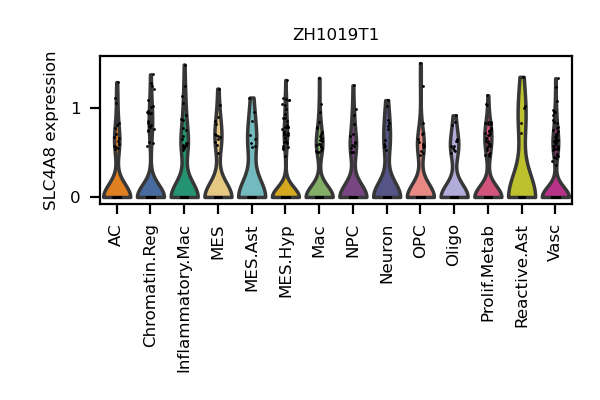 ZH1019T1
SLC4A8 expression
1
0
AC
Chromatin.Reg
Inflammatory.Mac
MES
MES.Ast
MES.Hyp
Mac
NPC
Neuron
OPC
Oligo
Prolif.Metab
Reactive.Ast
Vasc